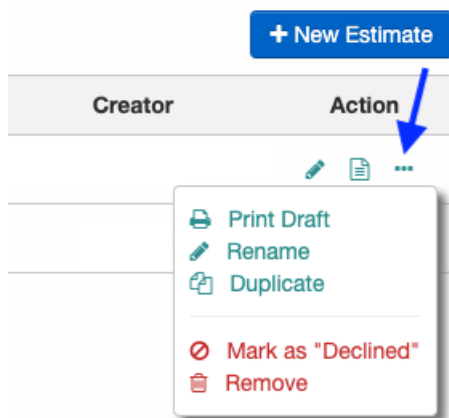 + New Estimate
Creator Action
Print Draft
Rename
Duplicate
Mark as "Declined"
Remove